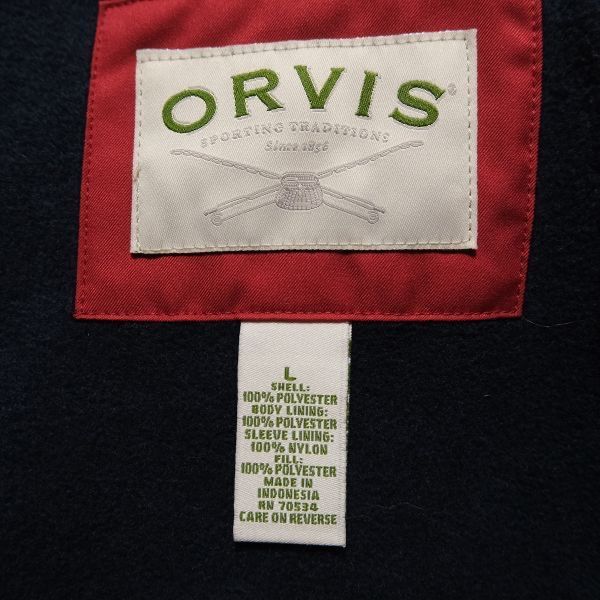 ORVIS®
SPORTING TRADITIONS
Since 1856
L
SHELL:
100% POLYESTER
BODY LINING:
100% POLYESTER
SLEEVE LINING:
100% NYLON
FILL:
100% POLYESTER
MADE IN
INDONESIA
RN 70534
CARE ON REVERSE